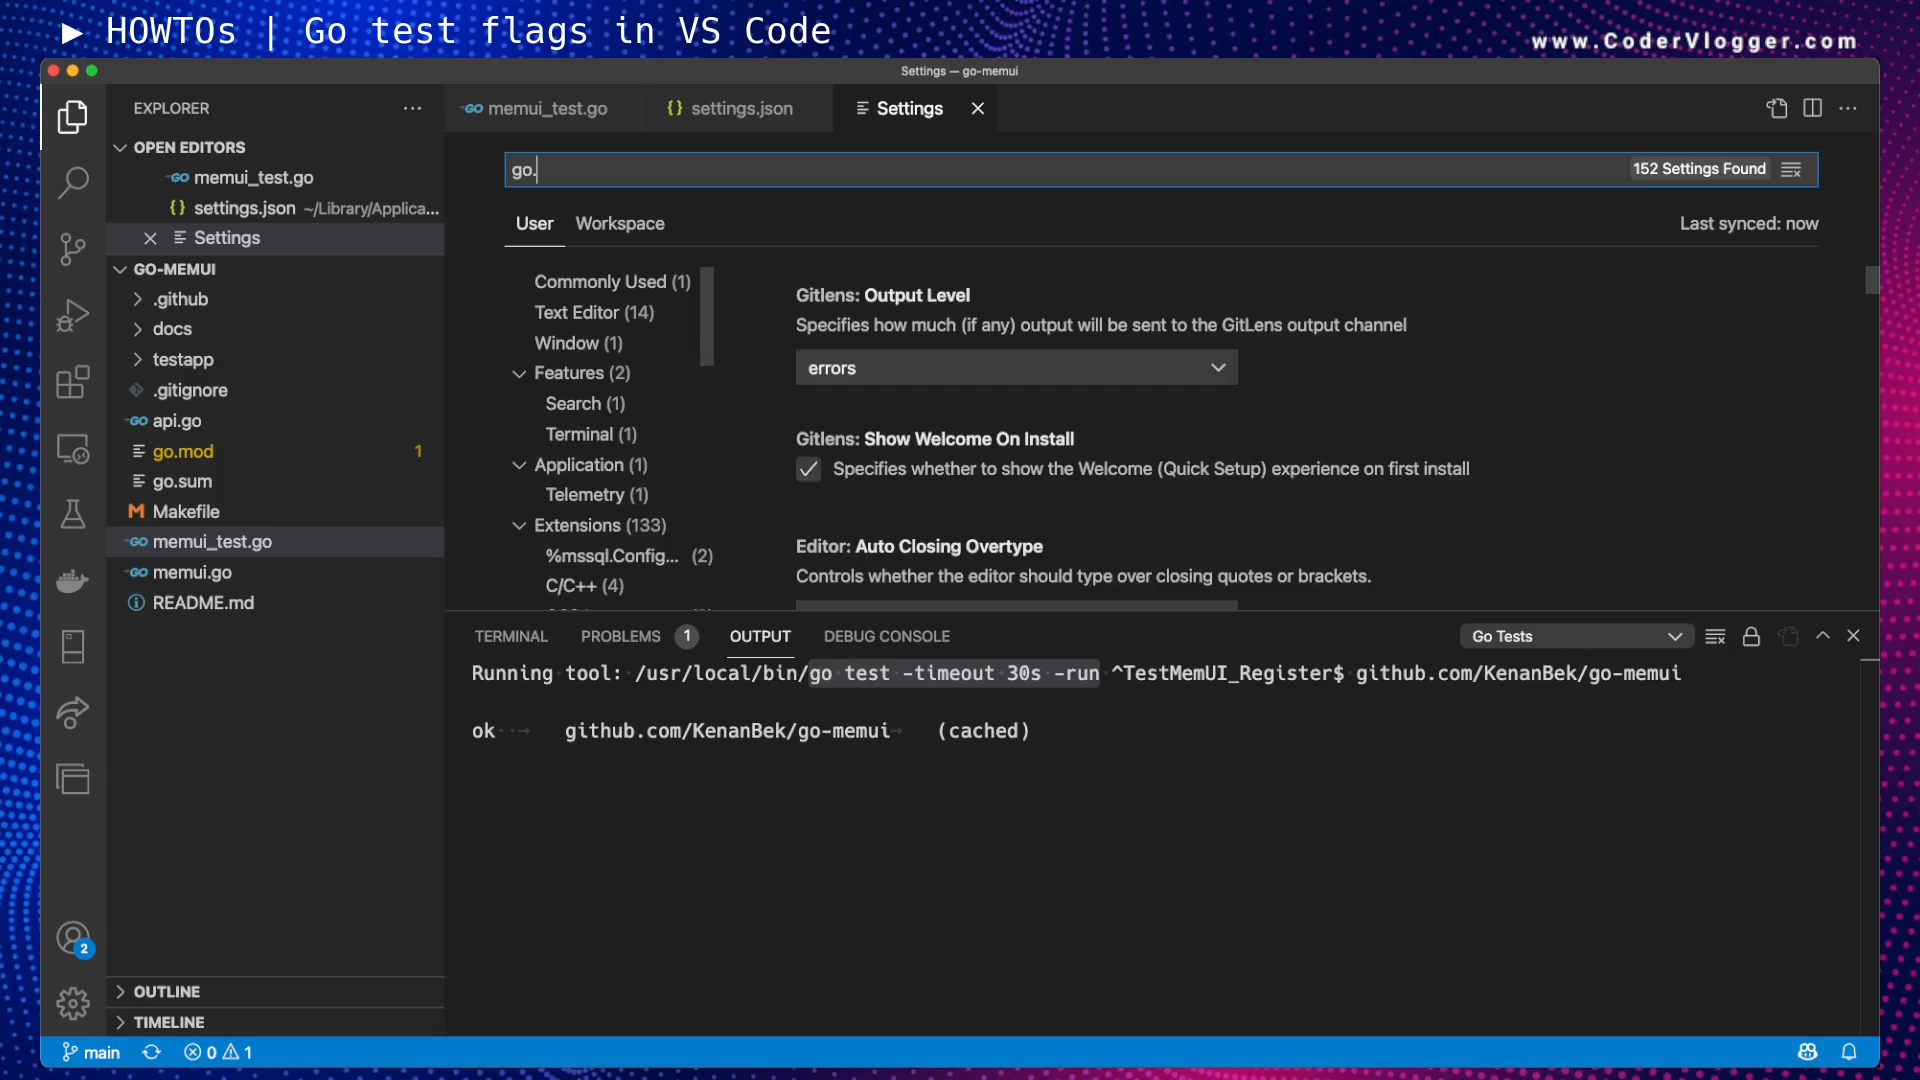 ▶ HOWTOs | Go test flags in VS Code
www.CoderVlogger.com
Settings — go-memui
EXPLORER
OPEN EDITORS
memui_test.go
settings.json ~/Library/Applica...
Settings
GO-MEMUI
.github
docs
testapp
.gitignore
api.go
go.mod 1
go.sum
Makefile
memui_test.go
memui.go
README.md
OUTLINE
TIMELINE
memui_test.go
settings.json
Settings
go.
152 Settings Found
User Workspace
Last synced: now
Commonly Used (1)
Text Editor (14)
Window (1)
Features (2)
Search (1)
Terminal (1)
Application (1)
Telemetry (1)
Extensions (133)
%mssql.Config... (2)
C/C++ (4)
Gitlens: Output Level
Specifies how much (if any) output will be sent to the GitLens output channel
errors
Gitlens: Show Welcome On Install
Specifies whether to show the Welcome (Quick Setup) experience on first install
Editor: Auto Closing Overtype
Controls whether the editor should type over closing quotes or brackets.
TERMINAL PROBLEMS 1 OUTPUT DEBUG CONSOLE
Go Tests
Running tool: /usr/local/bin/go test -timeout 30s -run ^TestMemUI_Register$ github.com/KenanBek/go-memui
ok github.com/KenanBek/go-memui (cached)
2
main 0 1